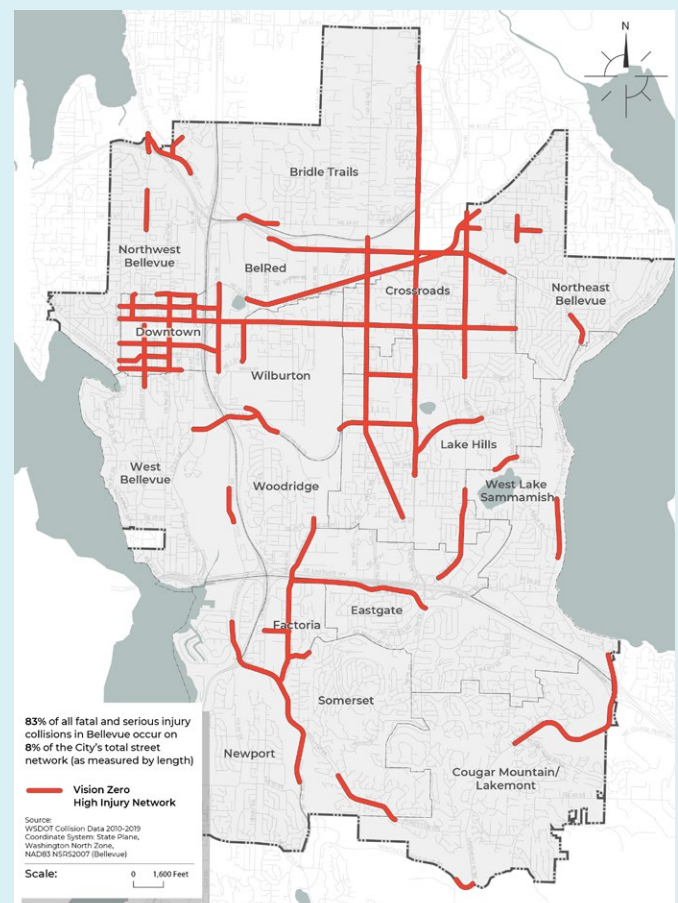 N
Bridle Trails
Northwest
Bellevue
BelRed
Crossroads
Northeast
Bellevue
Downtown
Wilburton
Lake Hills
West
Bellevue
Woodridge
West Lake
Sammamish
Eastgate
Factoria
Somerset
Newport
Cougar Mountain/
Lakemont
83% of all fatal and serious injury
collisions in Bellevue occur on
8% of the City's total street
network (as measured by length)
Vision Zero
High Injury Network
Source:
WSDOT Collision Data 2010-2019
Coordinate System: State Plane,
Washington North Zone,
NAD83 NSRS2007 (Bellevue)
Scale:
0 1,600 Feet